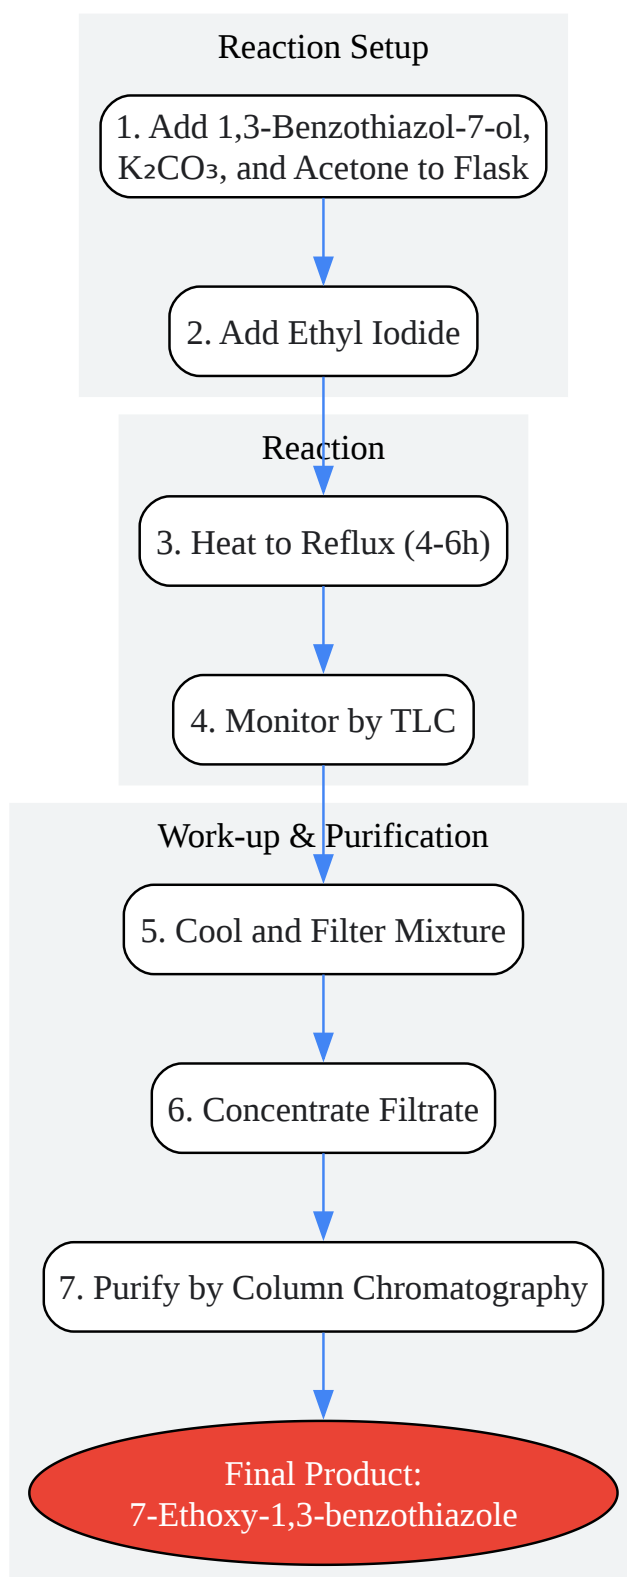 Reaction Setup
1. Add 1,3-Benzothiazol-7-ol,
K₂CO₃, and Acetone to Flask
2. Add Ethyl Iodide
Reaction
3. Heat to Reflux (4-6h)
4. Monitor by TLC
Work-up & Purification
5. Cool and Filter Mixture
6. Concentrate Filtrate
7. Purify by Column Chromatography
Final Product:
7-Ethoxy-1,3-benzothiazole